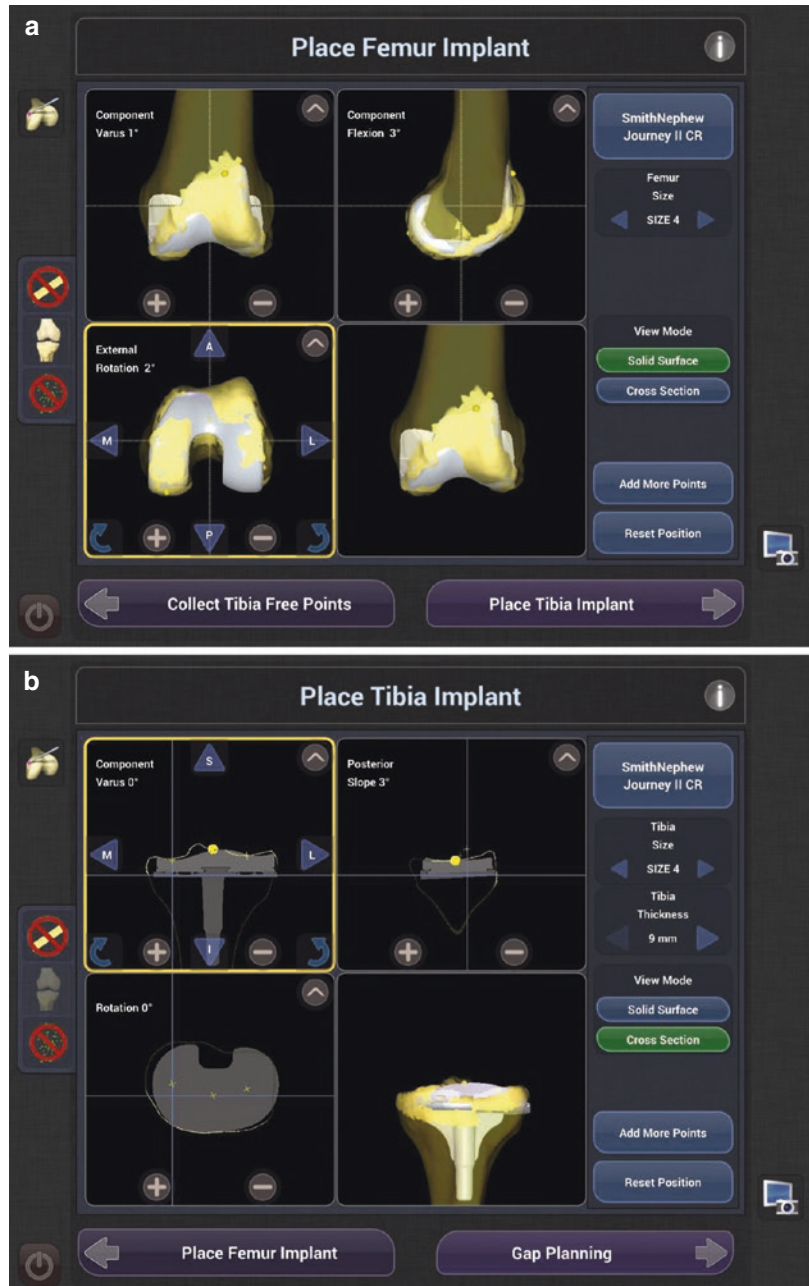 a
Place Femur Implant
i
Component
Varus 1°
Component
Flexion 3°
SmithNephew
Journey II CR
Femur
Size
SIZE 4
External
Rotation 2°
A
M
L
P
View Mode
Solid Surface
Cross Section
Add More Points
Reset Position
Collect Tibia Free Points
Place Tibia Implant
b
Place Tibia Implant
i
Component
Varus 0°
S
M
L
I
Posterior
Slope 3°
SmithNephew
Journey II CR
Tibia
Size
SIZE 4
Tibia
Thickness
9 mm
Rotation 0°
View Mode
Solid Surface
Cross Section
Add More Points
Reset Position
Place Femur Implant
Gap Planning